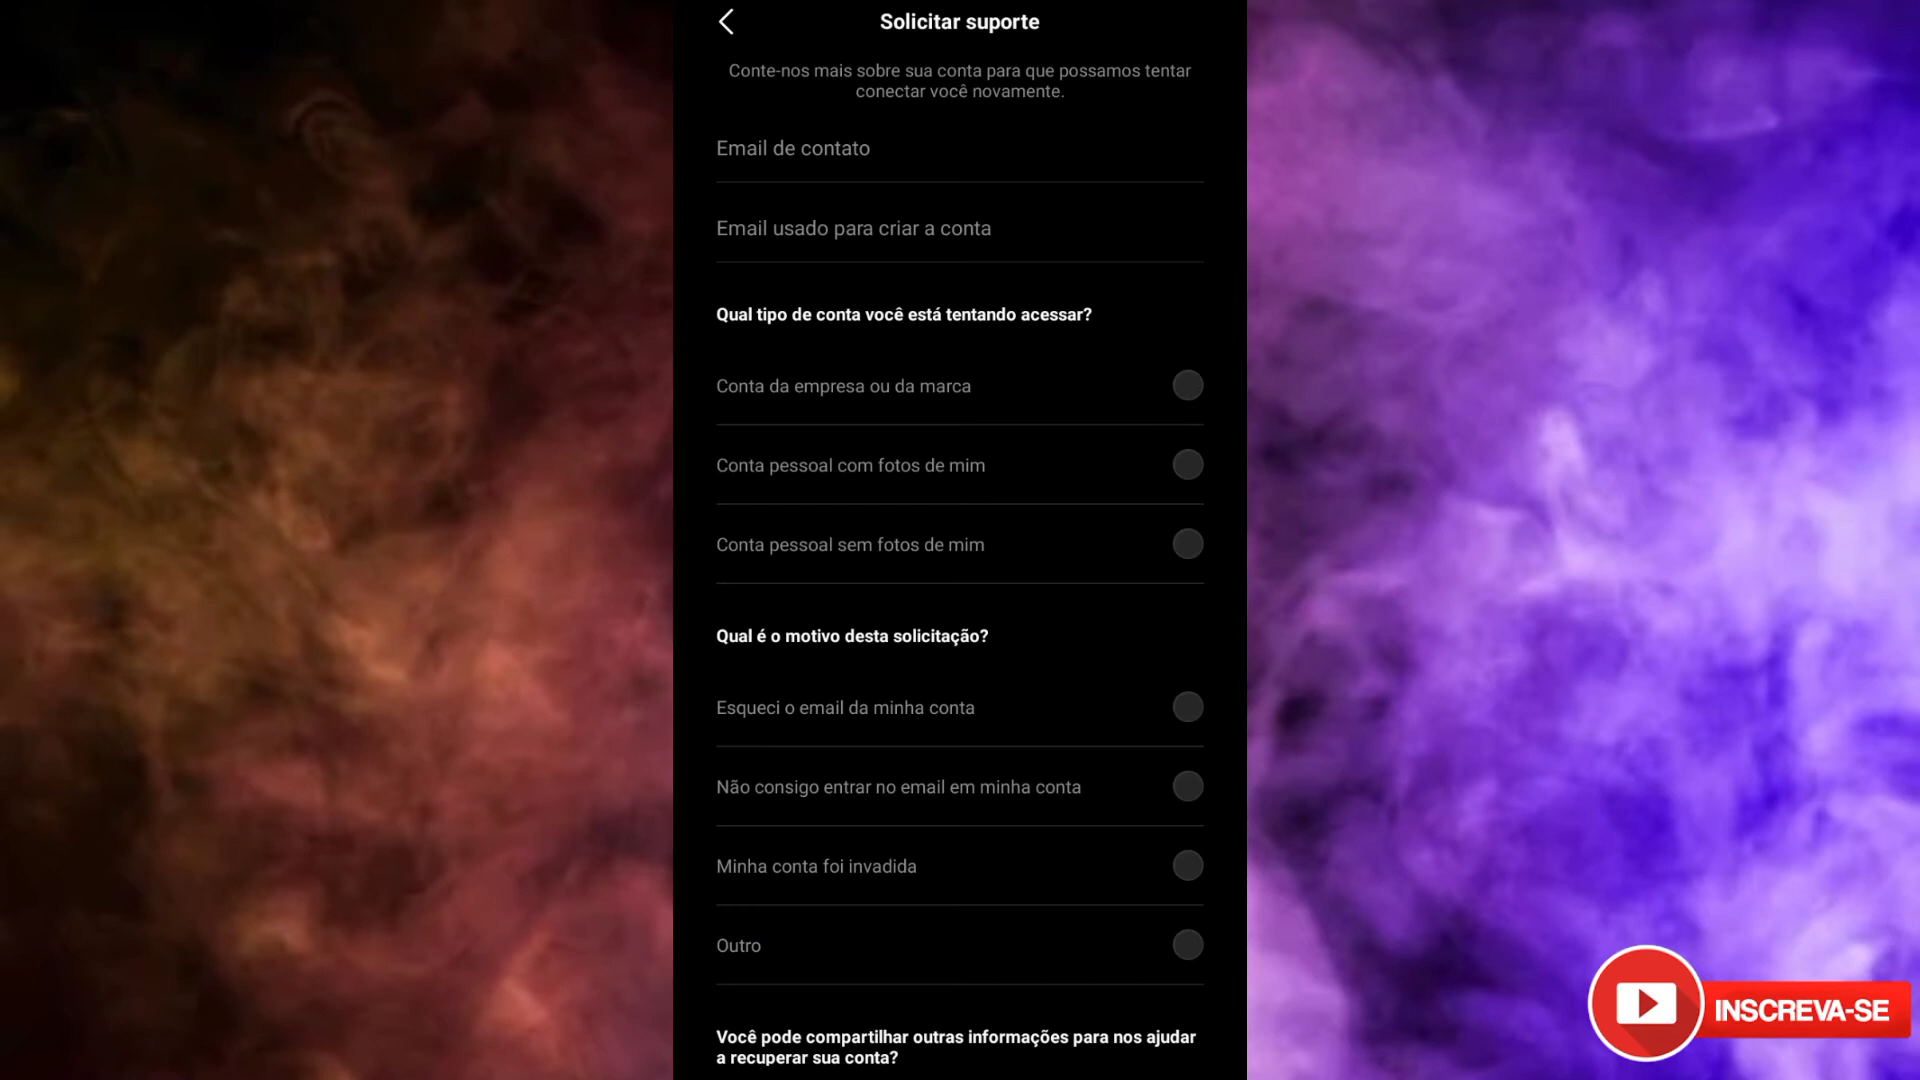 Solicitar suporte
Conte-nos mais sobre sua conta para que possamos tentar
conectar você novamente.
Email de contato
Email usado para criar a conta
Qual tipo de conta você está tentando acessar?
Conta da empresa ou da marca
Conta pessoal com fotos de mim
Conta pessoal sem fotos de mim
Qual é o motivo desta solicitação?
Esqueci o email da minha conta
Não consigo entrar no email em minha conta
Minha conta foi invadida
Outro
Você pode compartilhar outras informações para nos ajudar
a recuperar sua conta?
INSCREVA-SE